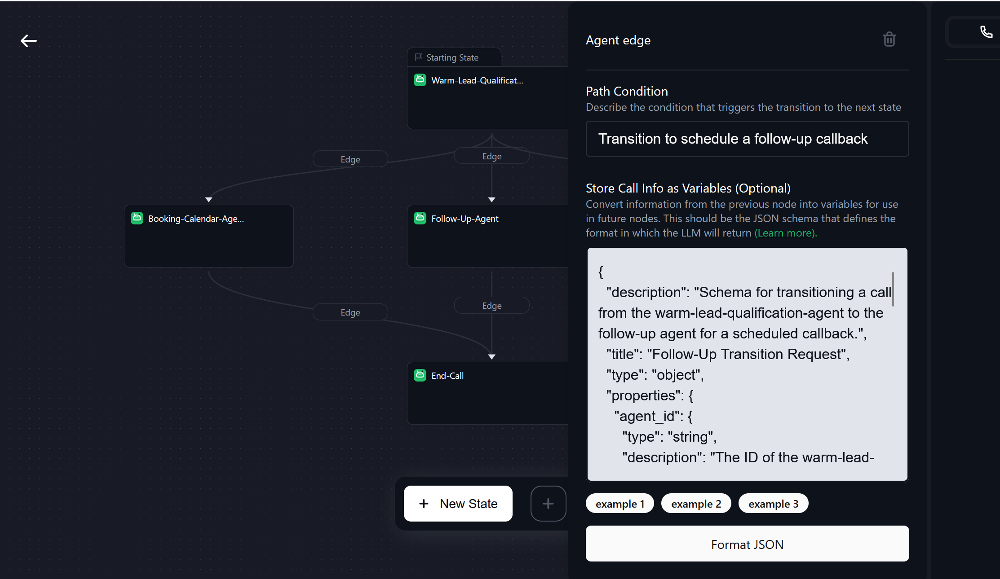 Starting State
Warm-Lead-Qualificat...
Edge
Edge
Booking-Calendar-Age...
Follow-Up-Agent
Edge
Edge
End-Call
+ New State
+
Agent edge
Path Condition
Describe the condition that triggers the transition to the next state
Transition to schedule a follow-up callback
Store Call Info as Variables (Optional)
Convert information from the previous node into variables for use
in future nodes. This should be the JSON schema that defines the
format in which the LLM will return (Learn more).
{
"description": "Schema for transitioning a call
from the warm-lead-qualification-agent to the
follow-up agent for a scheduled callback.",
"title": "Follow-Up Transition Request",
"type": "object",
"properties": {
"agent_id": {
"type": "string",
"description": "The ID of the warm-lead-
example 1
example 2
example 3
Format JSON